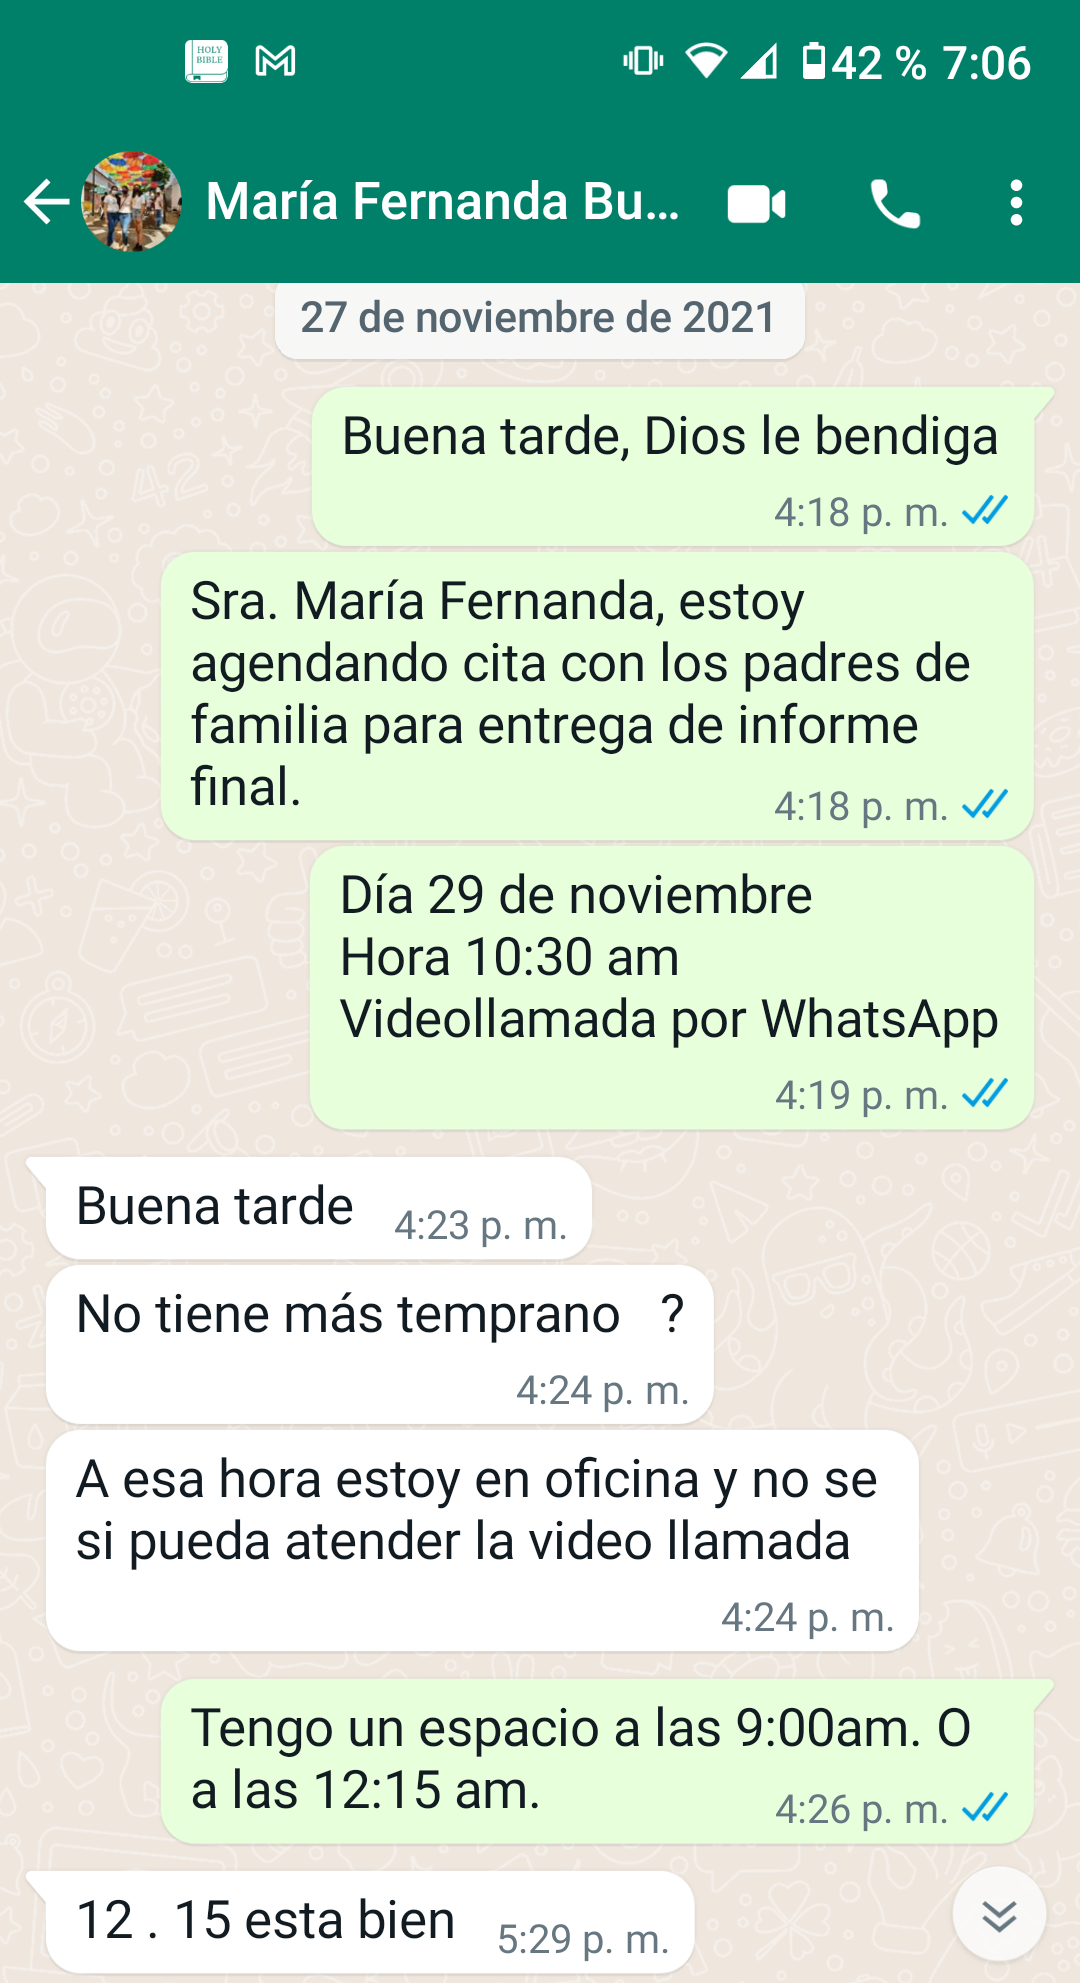 HOLY
BIBLE
42 % 7:06
María Fernanda Bu...
27 de noviembre de 2021
Buena tarde, Dios le bendiga
4:18 p. m.
Sra. María Fernanda, estoy
agendando cita con los padres de
familia para entrega de informe
final.
4:18 p. m.
Día 29 de noviembre
Hora 10:30 am
Videollamada por WhatsApp
4:19 p. m.
Buena tarde 4:23 p. m.
No tiene más temprano ?
4:24 p. m.
A esa hora estoy en oficina y no se
si pueda atender la video llamada
4:24 p. m.
Tengo un espacio a las 9:00am. O
a las 12:15 am.
4:26 p. m.
12 . 15 esta bien 5:29 p. m.